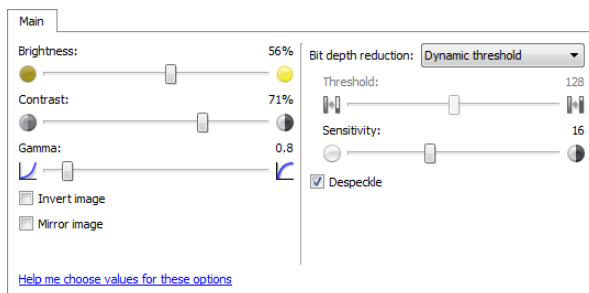 Main
Brightness: 56%
Contrast: 71%
Gamma: 0.8
Invert image
Mirror image
Help me choose values for these options
Bit depth reduction: Dynamic threshold
Threshold: 128
Sensitivity: 16
Despeckle